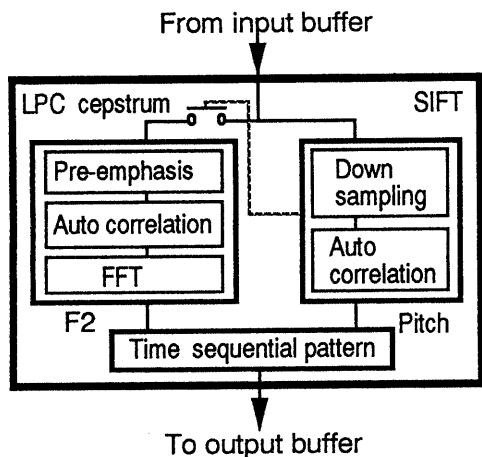 From input buffer
LPC cepstrum
SIFT
Pre-emphasis
Auto correlation
FFT
Down
sampling
Auto
correlation
F2
Pitch
Time sequential pattern
To output buffer